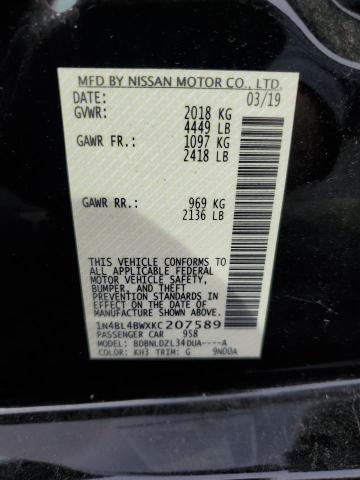 MFD BY NISSAN MOTOR CO., LTD.
DATE: 03/19
GVWR: 2018 KG
4449 LB
GAWR FR: 1097 KG
2418 LB
GAWR RR: 969 KG
2136 LB
THIS VEHICLE CONFORMS TO
ALL APPLICABLE FEDERAL
MOTOR VEHICLE SAFETY,
BUMPER, AND THEFT
PREVENTION STANDARDS IN
EFFECT ON THE DATE OF
MANUFACTURE SHOWN ABOVE.
1N4BL4BWXKC207589
PASSENGER CAR 958
MODEL: BDBNLDZL34DUA----A
COLOR: KH3 TRIM: G 9NDDA